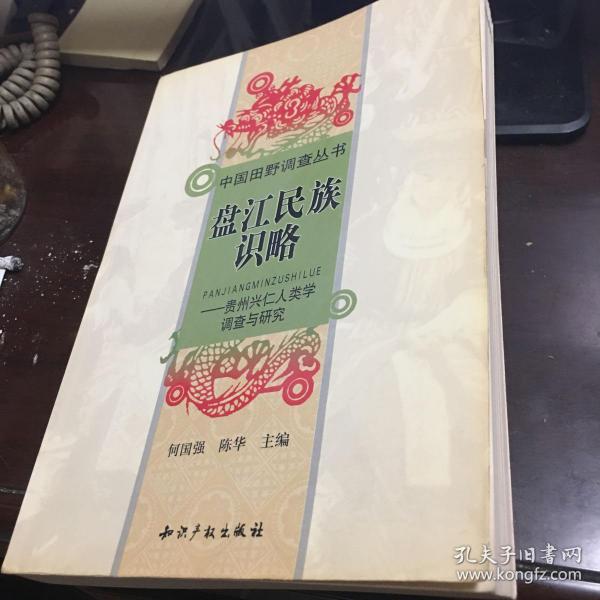 中国田野调查丛书
盘江民族
识略
PANJIANGMINZUSHILUE
——贵州兴仁人类学
调查与研究
何国强 陈华 主编
知识产权出版社
孔夫子旧书网
www.kongfz.com